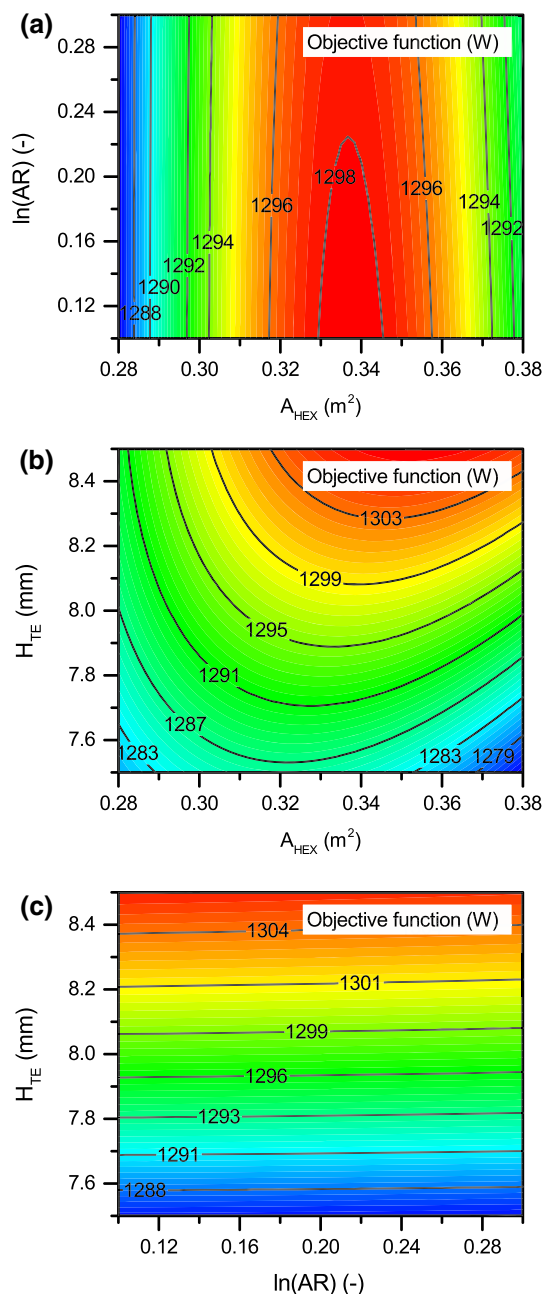 (a)
Objective function (W)
0.28
0.24
0.20
0.16
0.12
ln(AR) (-)
1298
1296
1296
1294
1294
1292
1292
1290
1288
0.28 0.30 0.32 0.34 0.36 0.38
A_HEX (m²)
(b)
Objective function (W)
8.4
8.2
8.0
7.8
7.6
H_TE (mm)
1303
1299
1295
1291
1287
1283
1283
1279
0.28 0.30 0.32 0.34 0.36 0.38
A_HEX (m²)
(c)
Objective function (W)
8.4
8.2
8.0
7.8
7.6
H_TE (mm)
1304
1301
1299
1296
1293
1291
1288
0.12 0.16 0.20 0.24 0.28
ln(AR) (-)